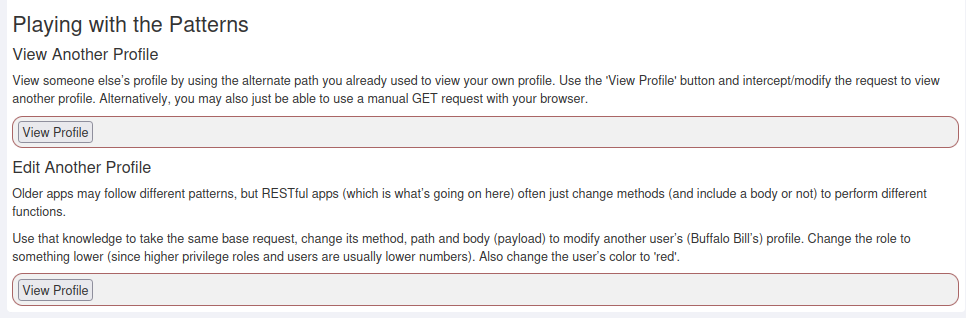 Playing with the Patterns
View Another Profile
View someone else’s profile by using the alternate path you already used to view your own profile. Use the 'View Profile' button and intercept/modify the request to view
another profile. Alternatively, you may also just be able to use a manual GET request with your browser.
View Profile
Edit Another Profile
Older apps may follow different patterns, but RESTful apps (which is what’s going on here) often just change methods (and include a body or not) to perform different
functions.
Use that knowledge to take the same base request, change its method, path and body (payload) to modify another user’s (Buffalo Bill’s) profile. Change the role to
something lower (since higher privilege roles and users are usually lower numbers). Also change the user’s color to 'red'.
View Profile